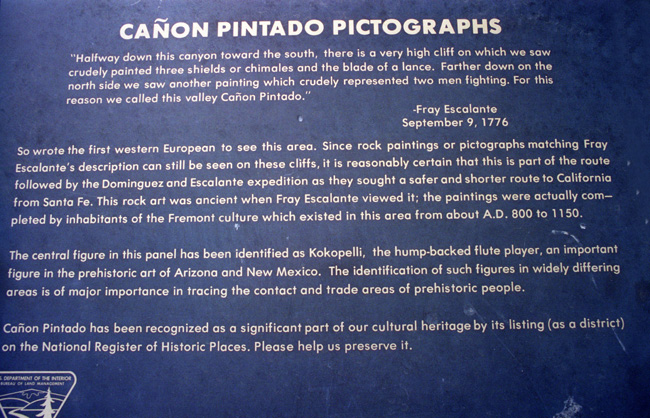 CAÑON PINTADO PICTOGRAPHS
"Halfway down this canyon toward the south, there is a very high cliff on which we saw
crudely painted three shields or chimales and the blade of a lance. Farther down on the
north side we saw another painting which crudely represented two men fighting. For this
reason we called this valley Cañon Pintado."
-Fray Escalante
September 9, 1776
So wrote the first western European to see this area. Since rock paintings or pictographs matching Fray
Escalante's description can still be seen on these cliffs, it is reasonably certain that this is part of the route
followed by the Dominguez and Escalante expedition as they sought a safer and shorter route to California
from Santa Fe. This rock art was ancient when Fray Escalante viewed it; the paintings were actually com–
pleted by inhabitants of the Fremont culture which existed in this area from about A.D. 800 to 1150.
The central figure in this panel has been identified as Kokopelli, the hump-backed flute player, an important
figure in the prehistoric art of Arizona and New Mexico. The identification of such figures in widely differing
areas is of major importance in tracing the contact and trade areas of prehistoric people.
Cañon Pintado has been recognized as a significant part of our cultural heritage by its listing (as a district)
on the National Register of Historic Places. Please help us preserve it.
DEPARTMENT OF THE INTERIOR
BUREAU OF LAND MANAGEMENT